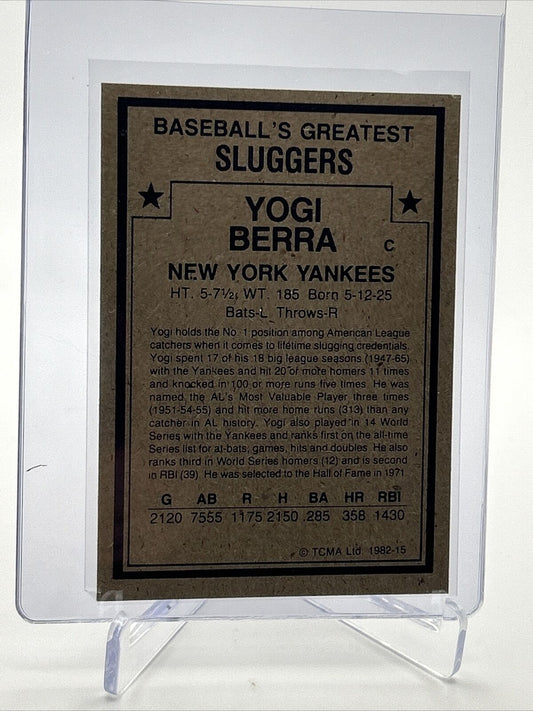 BASEBALL'S GREATEST
SLUGGERS
YOGI
BERRA C
NEW YORK YANKEES
HT. 5-7½, WT. 185 Born 5-12-25
Bats-L Throws-R
Yogi holds the No. 1 position among American League
catchers when it comes to lifetime slugging credentials.
Yogi spent 17 of his 18 big league seasons (1947-65)
with the Yankees and hit 20 of more homers 11 times
and knocked in 100 or more runs five times. He was
named the AL's Most Valuable Player three times
(1951-54-55) and hit more home runs (313) than any
catcher in AL history. Yogi also played in 14 World
Series with the Yankees and ranks first on the all-time
Series list for at-bats, games, hits and doubles. He also
ranks third in World Series homers (12) and is second
in RBI (39). He was selected to the Hall of Fame in 1971.
G AB R H BA HR RBI
2120 7555 1175 2150 .285 358 1430
© TCMA Ltd. 1982-15